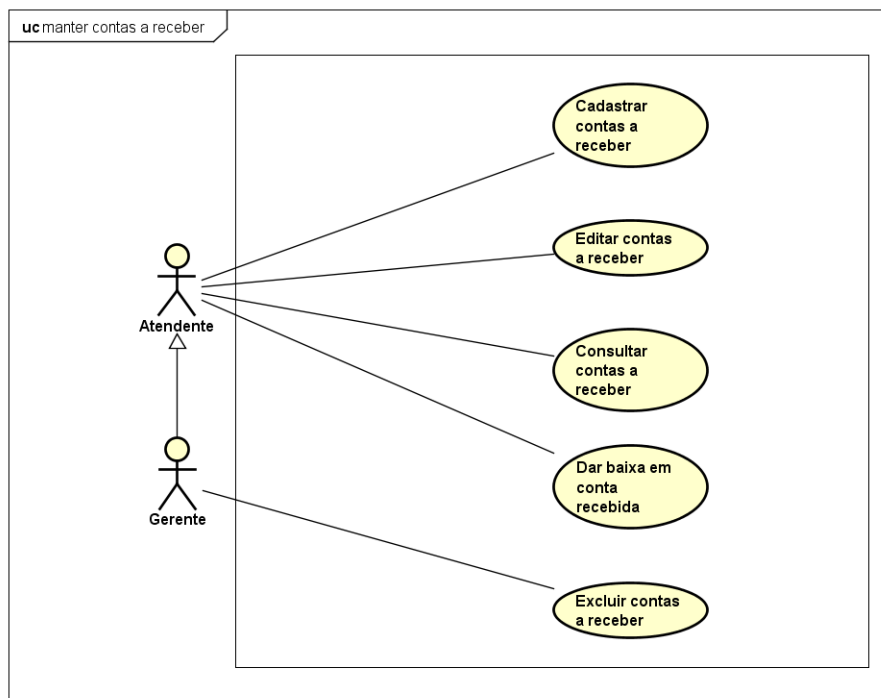 uc manter contas a receber
Cadastrar
contas a
receber
Editar contas
a receber
Atendente
Consultar
contas a
receber
Dar baixa em
conta
recebida
Gerente
Excluir contas
a receber